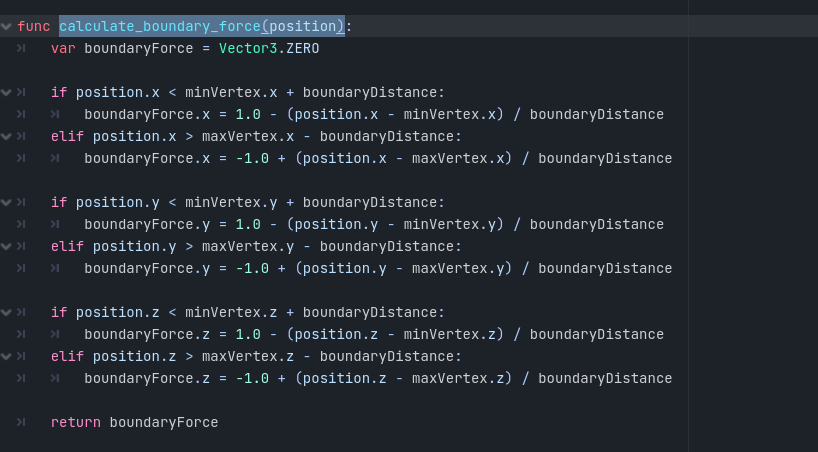 func calculate_boundary_force(position):
var boundaryForce = Vector3.ZERO
if position.x < minVertex.x + boundaryDistance:
boundaryForce.x = 1.0 - (position.x - minVertex.x) / boundaryDistance
elif position.x > maxVertex.x - boundaryDistance:
boundaryForce.x = -1.0 + (position.x - maxVertex.x) / boundaryDistance
if position.y < minVertex.y + boundaryDistance:
boundaryForce.y = 1.0 - (position.y - minVertex.y) / boundaryDistance
elif position.y > maxVertex.y - boundaryDistance:
boundaryForce.y = -1.0 + (position.y - maxVertex.y) / boundaryDistance
if position.z < minVertex.z + boundaryDistance:
boundaryForce.z = 1.0 - (position.z - minVertex.z) / boundaryDistance
elif position.z > maxVertex.z - boundaryDistance:
boundaryForce.z = -1.0 + (position.z - maxVertex.z) / boundaryDistance
return boundaryForce